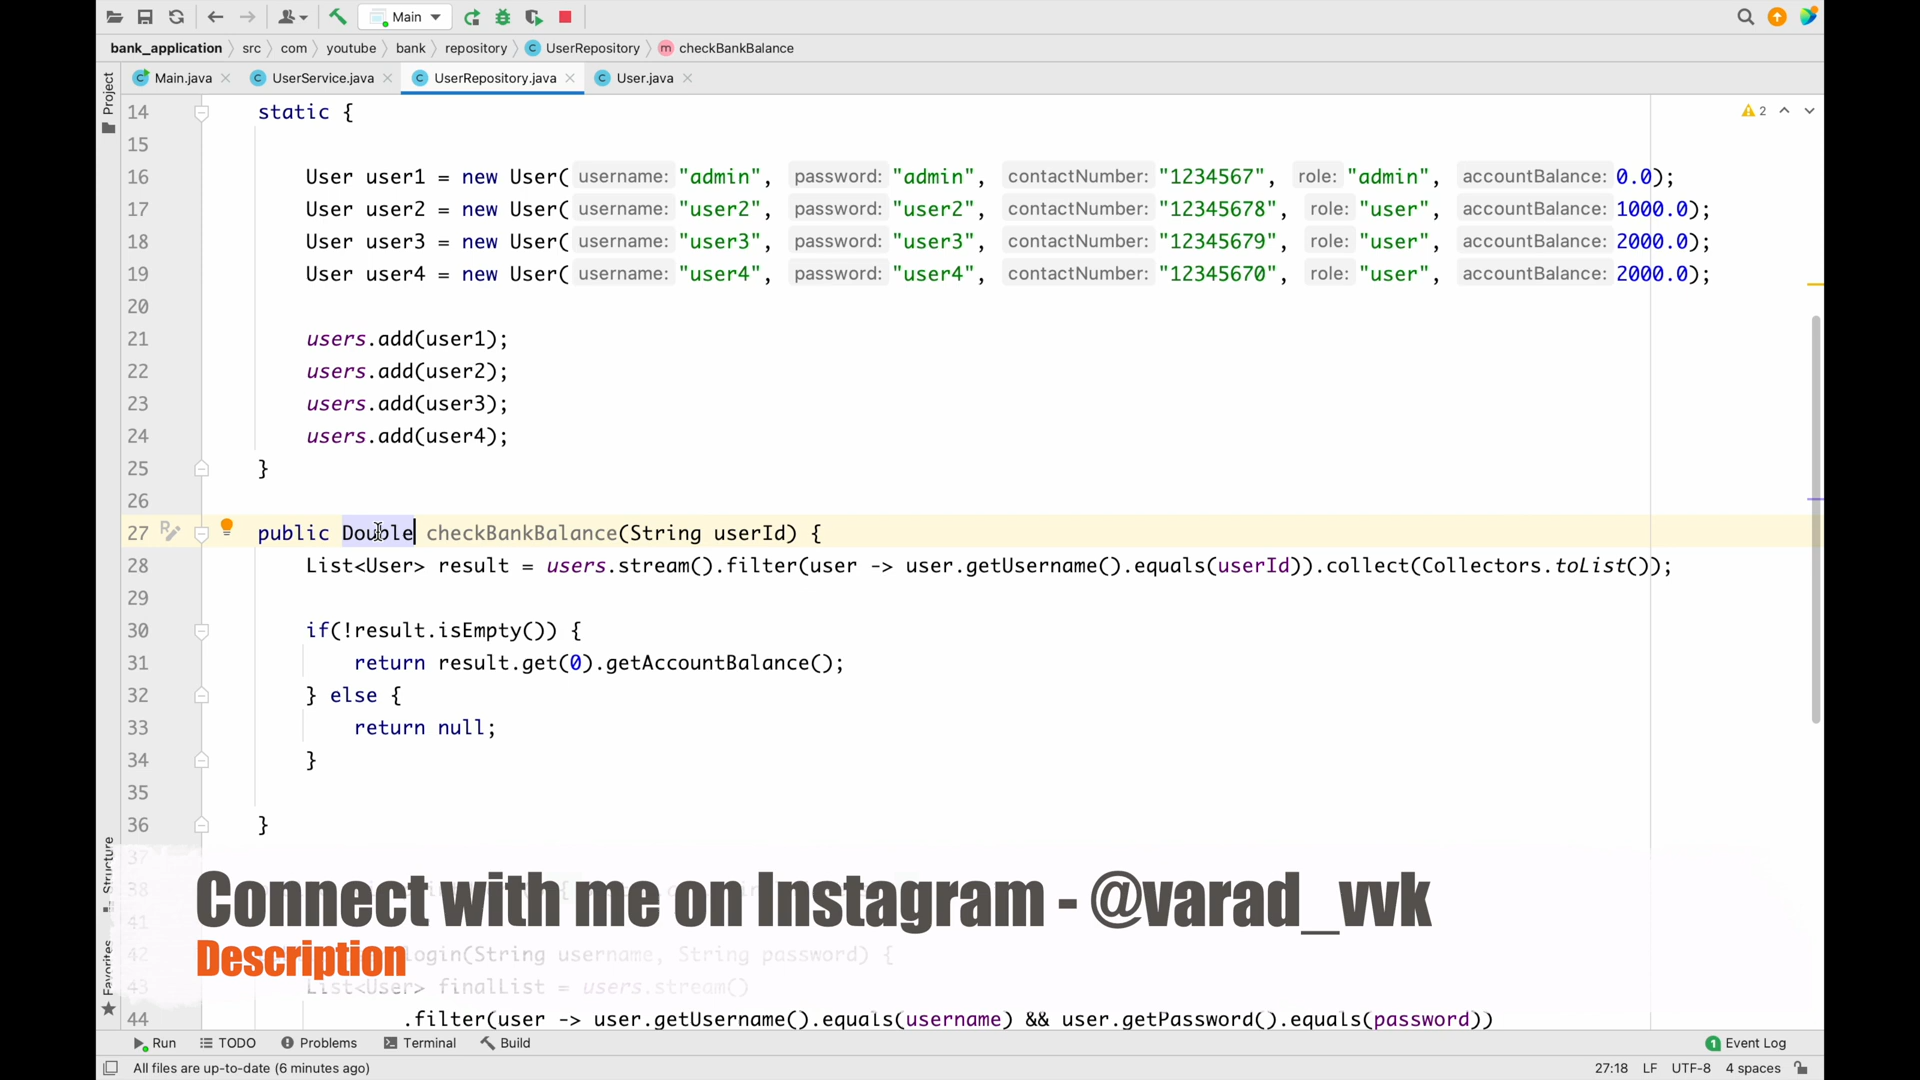 Main
bank_application src com youtube bank repository UserRepository checkBankBalance
Main.java UserService.java UserRepository.java User.java
Project
2
14 static {
15
16 User user1 = new User( username: "admin", password: "admin", contactNumber: "1234567", role: "admin", accountBalance: 0.0);
17 User user2 = new User( username: "user2", password: "user2", contactNumber: "12345678", role: "user", accountBalance: 1000.0);
18 User user3 = new User( username: "user3", password: "user3", contactNumber: "12345679", role: "user", accountBalance: 2000.0);
19 User user4 = new User( username: "user4", password: "user4", contactNumber: "12345670", role: "user", accountBalance: 2000.0);
20
21 users.add(user1);
22 users.add(user2);
23 users.add(user3);
24 users.add(user4);
25 }
26
27 public Double checkBankBalance(String userId) {
28 List<User> result = users.stream().filter(user -> user.getUsername().equals(userId)).collect(Collectors.toList());
29
30 if(!result.isEmpty()) {
31 return result.get(0).getAccountBalance();
32 } else {
33 return null;
34 }
35
36 }
37
Structure
38
Connect with me on Instagram - @varad_vvk
41
42 login(String username, String password) {
Description
43 List<User> finalList = users.stream()
Favorites
44 .filter(user -> user.getUsername().equals(username) && user.getPassword().equals(password))
Run TODO Problems Terminal Build 1 Event Log
All files are up-to-date (6 minutes ago) 27:18 LF UTF-8 4 spaces